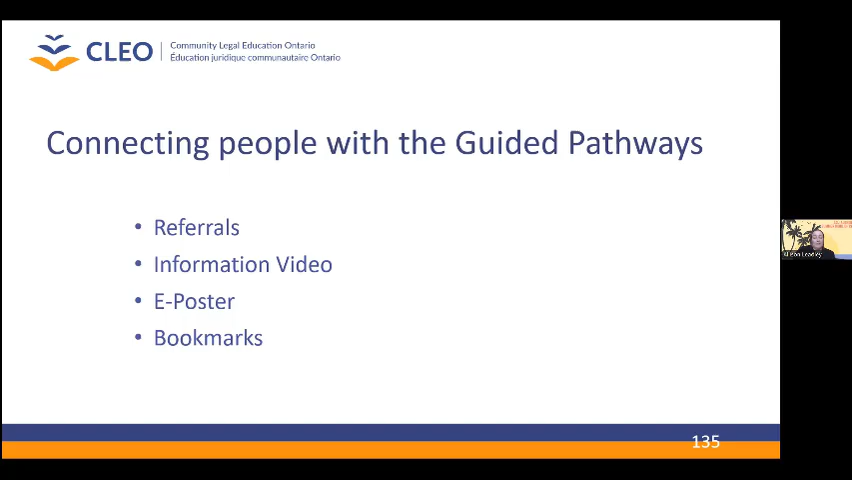 CLEO
Community Legal Education Ontario
Éducation juridique communautaire Ontario
Connecting people with the Guided Pathways
• Referrals
• Information Video
• E-Poster
• Bookmarks
135